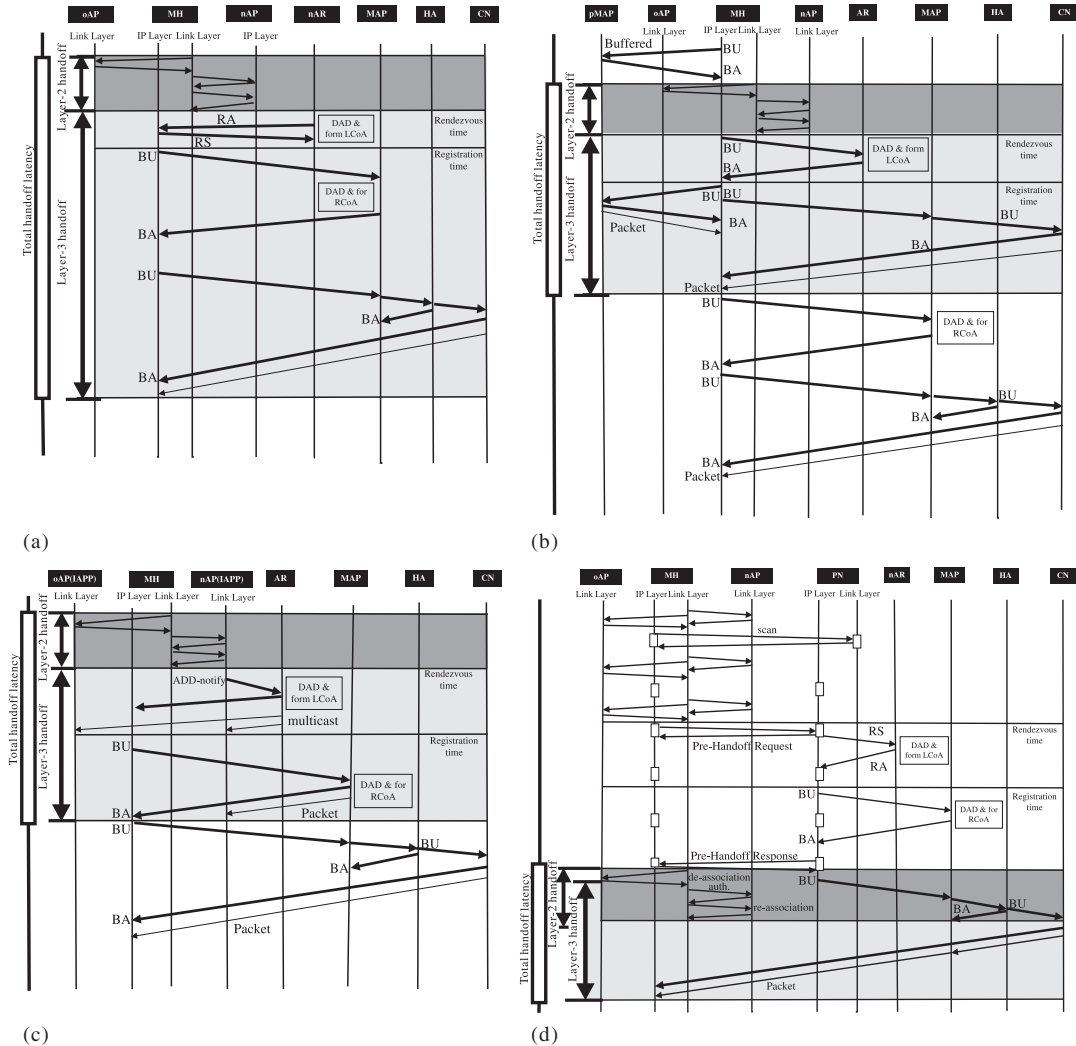 oAP MH nAP nAR MAP HA CN
Link Layer IP Layer Link Layer IP Layer
Total handoff latency
Layer-2 handoff
Layer-3 handoff
RA
RS
DAD &
form LCoA
Rendezvous
time
Registration
time
BU
DAD & for
RCoA
BA
BU
BA
BA
(a)
pMAP oAP MH nAP AR MAP HA CN
Link Layer IP Layer Link Layer Link Layer
Buffered
BU
BA
Total handoff latency
Layer-2 handoff
Layer-3 handoff
BU
BA
DAD & form
LCoA
Rendezvous
time
Registration
time
BU
BU
BA
Packet
BU
BA
Packet
BU
DAD & for
RCoA
BA
BU
BU
BA
BA
Packet
(b)
oAP(IAPP) MH nAP(IAPP) AR MAP HA CN
Link Layer IP Layer Link Layer Link Layer
Total handoff latency
Layer-2 handoff
Layer-3 handoff
ADD-notify
DAD &
form LCoA
multicast
Rendezvous
time
Registration
time
BU
DAD & for
RCoA
BA
Packet
BU
BU
BA
BA
Packet
(c)
oAP MH nAP PN nAR MAP HA CN
Link Layer IP Layer Link Layer Link Layer IP Layer Link Layer
scan
Pre-Handoff Request
RS
RA
DAD &
form LCoA
Rendezvous
time
Registration
time
BU
DAD & for
RCoA
BA
Pre-Handoff Response
Total handoff latency
Layer-2 handoff
Layer-3 handoff
de-association
auth.
re-association
BU
BU
BA
Packet
(d)